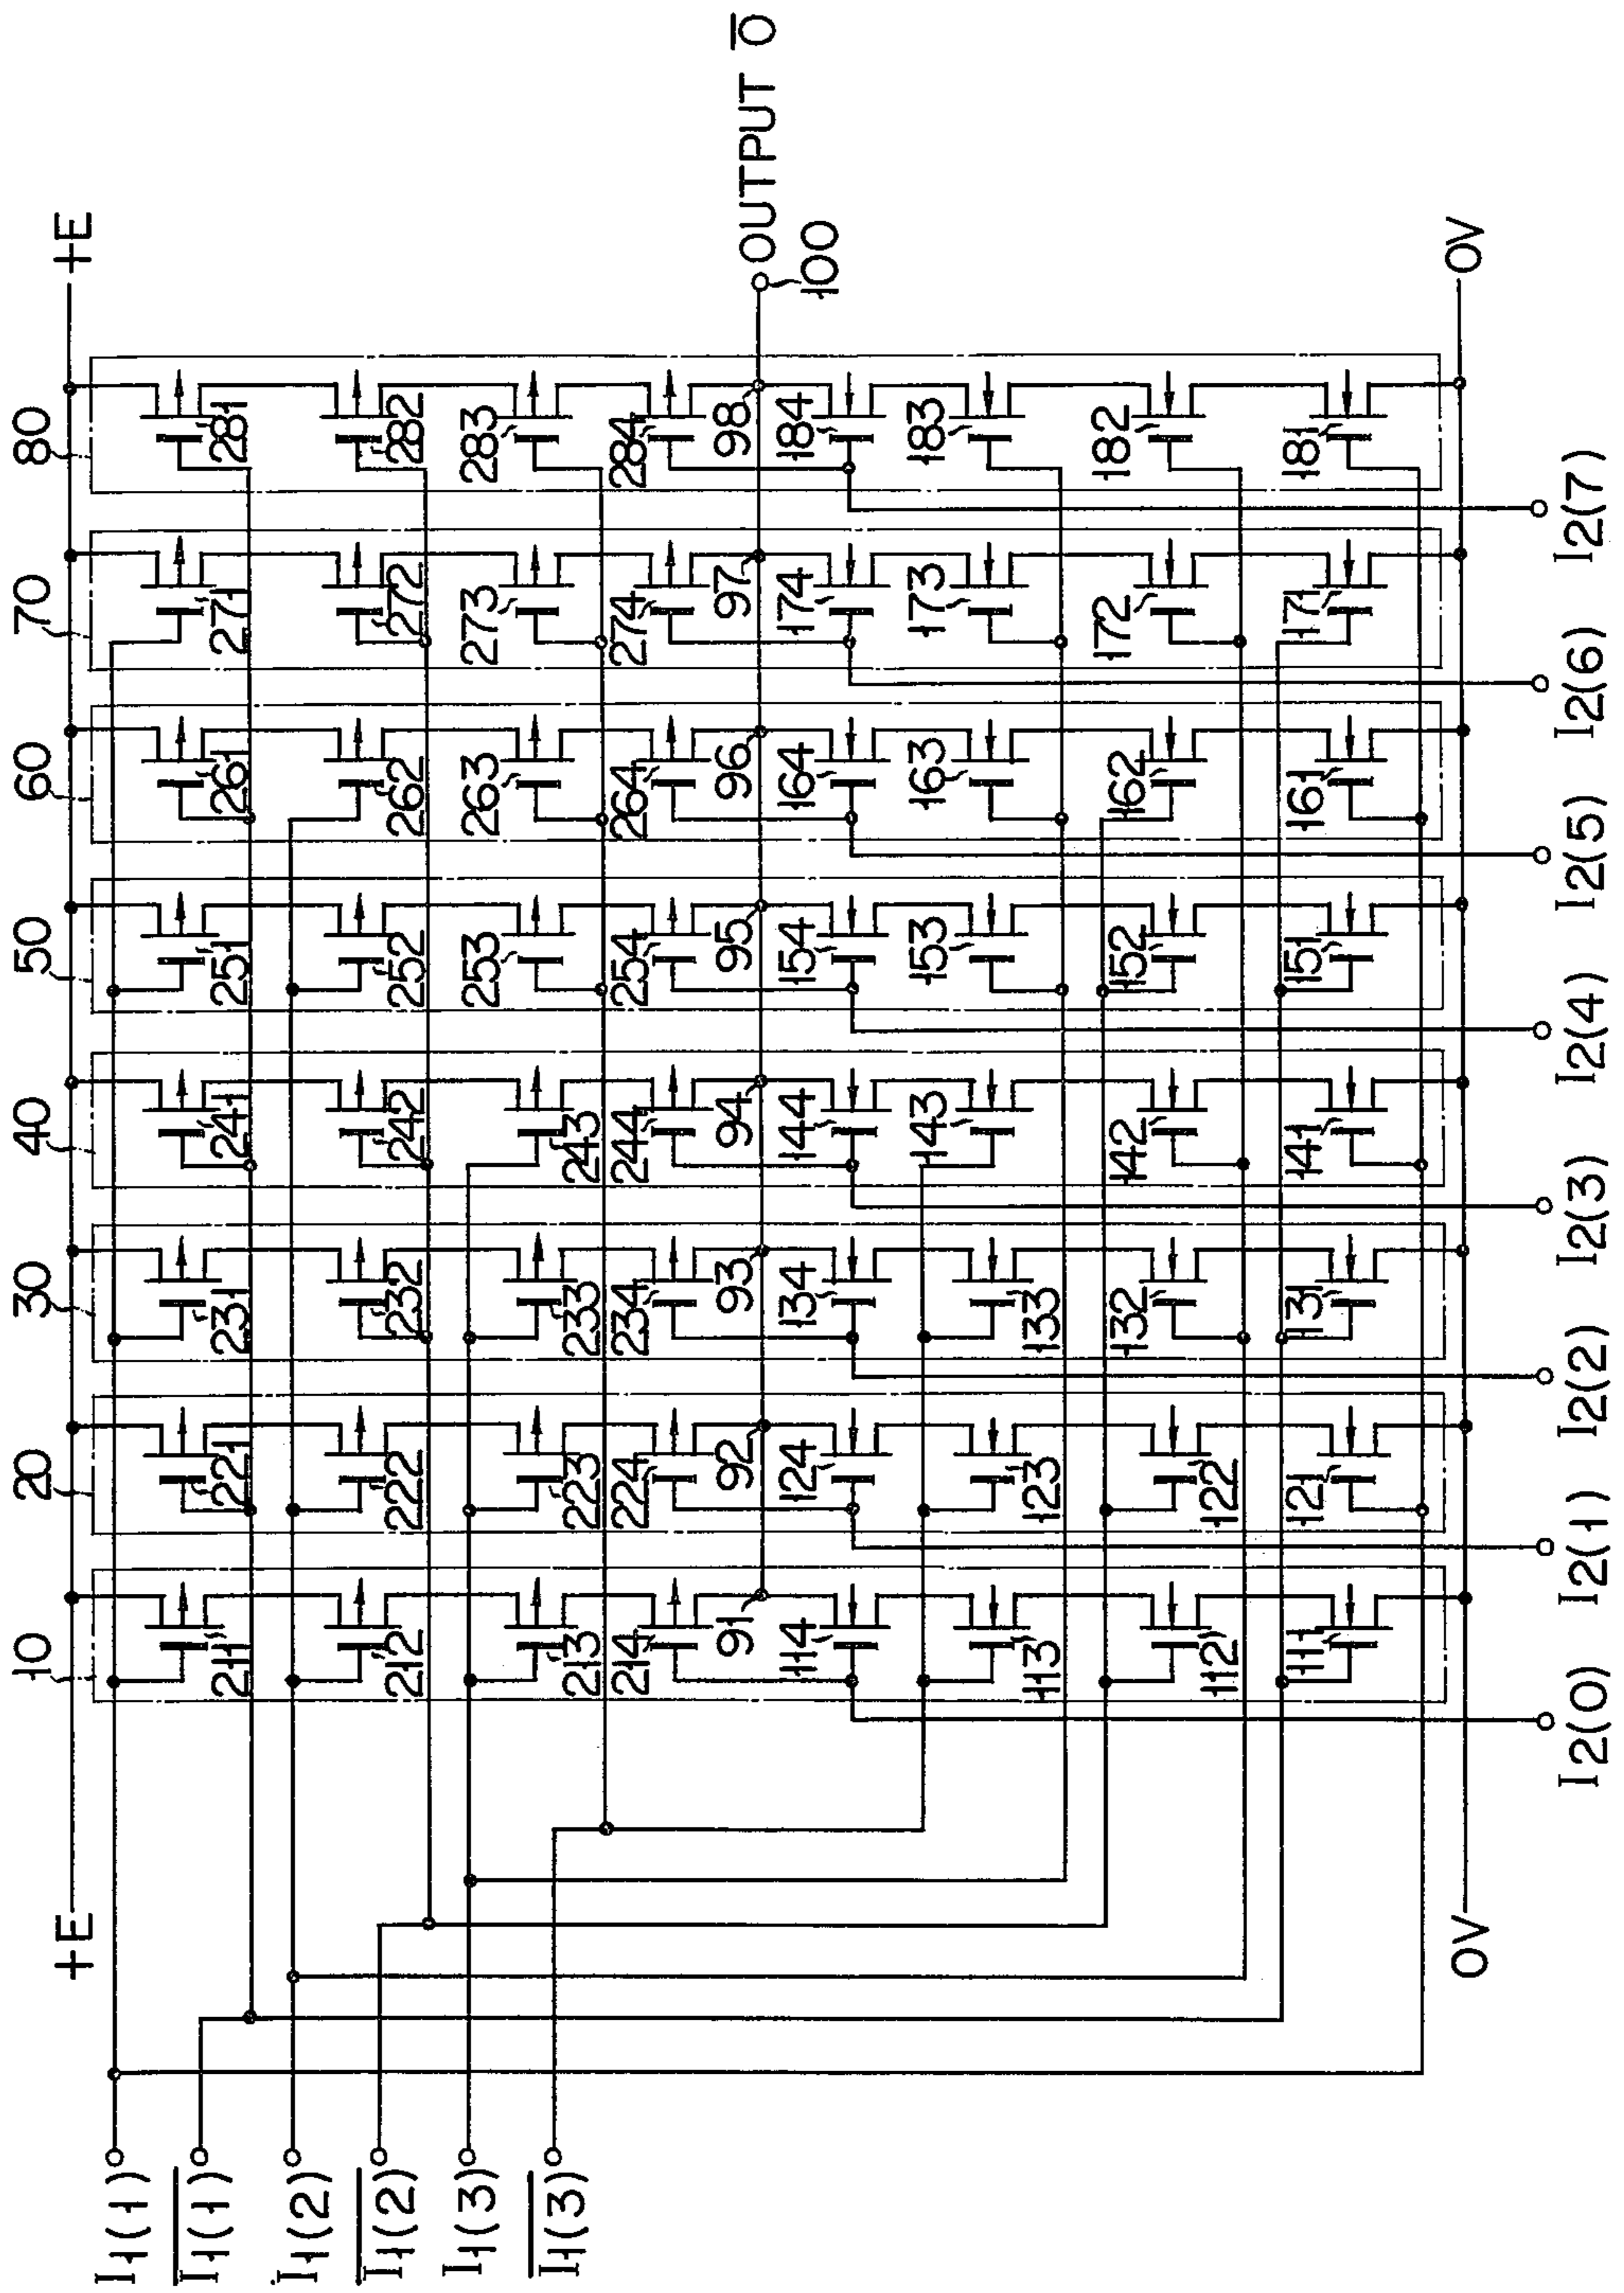 10 20 30 40 50 60 70 80
+E +E
I1(1)
I1(1)
I1(2)
I1(2)
I1(3)
I1(3)
211 221 231 241 251 261 271 281
212 222 232 242 252 262 272 282
213 223 233 243 253 263 273 283
214 224 234 244 254 264 274 284
91 92 93 94 95 96 97 98
OUTPUT O̅
100
114 124 134 144 154 164 174 184
113 123 133 143 153 163 173 183
112 122 132 142 152 162 172 182
111 121 131 141 151 161 171 181
0V 0V
I2(0) I2(1) I2(2) I2(3) I2(4) I2(5) I2(6) I2(7)